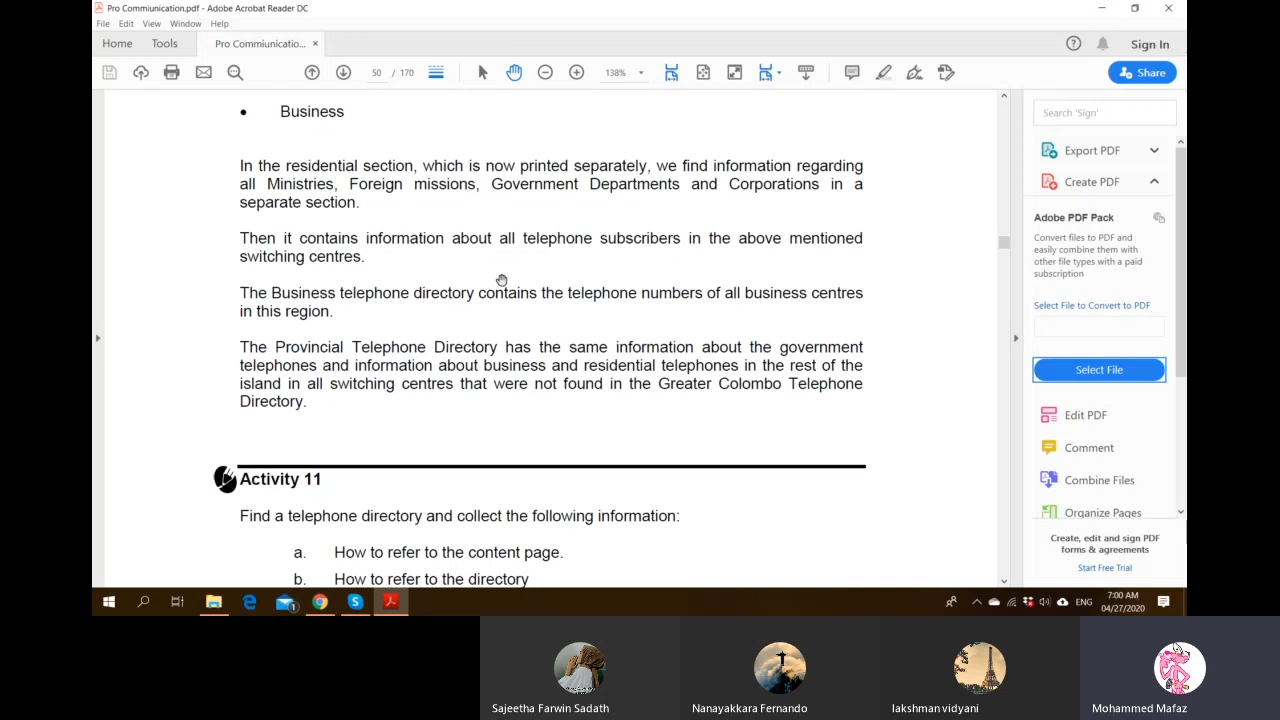 Pro Communication.pdf - Adobe Acrobat Reader DC
File Edit View Window Help
Home Tools Pro Commiunicatio... × Sign In
50 / 170 138% Share
• Business
In the residential section, which is now printed separately, we find information regarding
all Ministries, Foreign missions, Government Departments and Corporations in a
separate section.
Then it contains information about all telephone subscribers in the above mentioned
switching centres.
The Business telephone directory contains the telephone numbers of all business centres
in this region.
The Provincial Telephone Directory has the same information about the government
telephones and information about business and residential telephones in the rest of the
island in all switching centres that were not found in the Greater Colombo Telephone
Directory.
Activity 11
Find a telephone directory and collect the following information:
a. How to refer to the content page.
b. How to refer to the directory
Search 'Sign'
Export PDF
Create PDF
Adobe PDF Pack
Convert files to PDF and
easily combine them with
other file types with a paid
subscription
Select File to Convert to PDF
Select File
Edit PDF
Comment
Combine Files
Organize Pages
Create, edit and sign PDF
forms & agreements
Start Free Trial
1
ENG
7:00 AM
04/27/2020
Sajeetha Farwin Sadath
Nanayakkara Fernando
lakshman vidyani
Mohammed Mafaz